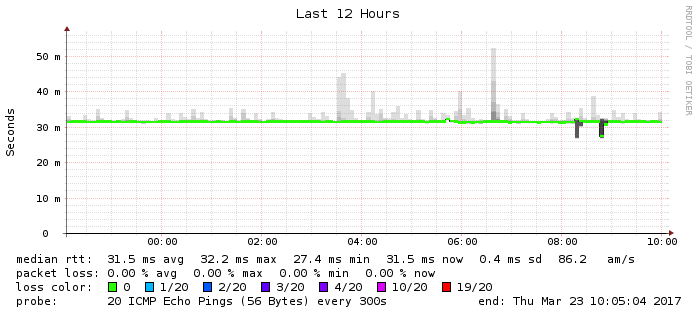 Last 12 Hours
RRDTOOL / TOBI OETIKER
Seconds
50 m
40 m
30 m
20 m
10 m
0
00:00 02:00 04:00 06:00 08:00 10:00
median rtt: 31.5 ms avg 32.2 ms max 27.4 ms min 31.5 ms now 0.4 ms sd 86.2 am/s
packet loss: 0.00 % avg 0.00 % max 0.00 % min 0.00 % now
loss color: 0 1/20 2/20 3/20 4/20 10/20 19/20
probe: 20 ICMP Echo Pings (56 Bytes) every 300s end: Thu Mar 23 10:05:04 2017